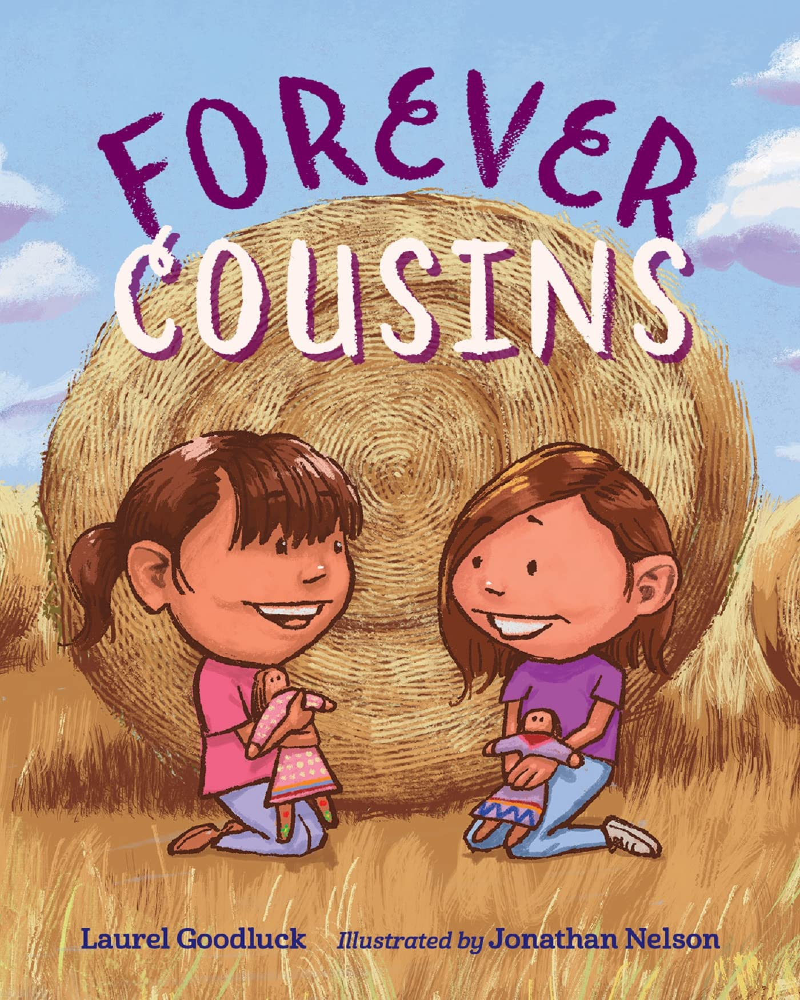 FOREVER
COUSINS
Laurel Goodluck Illustrated by Jonathan Nelson